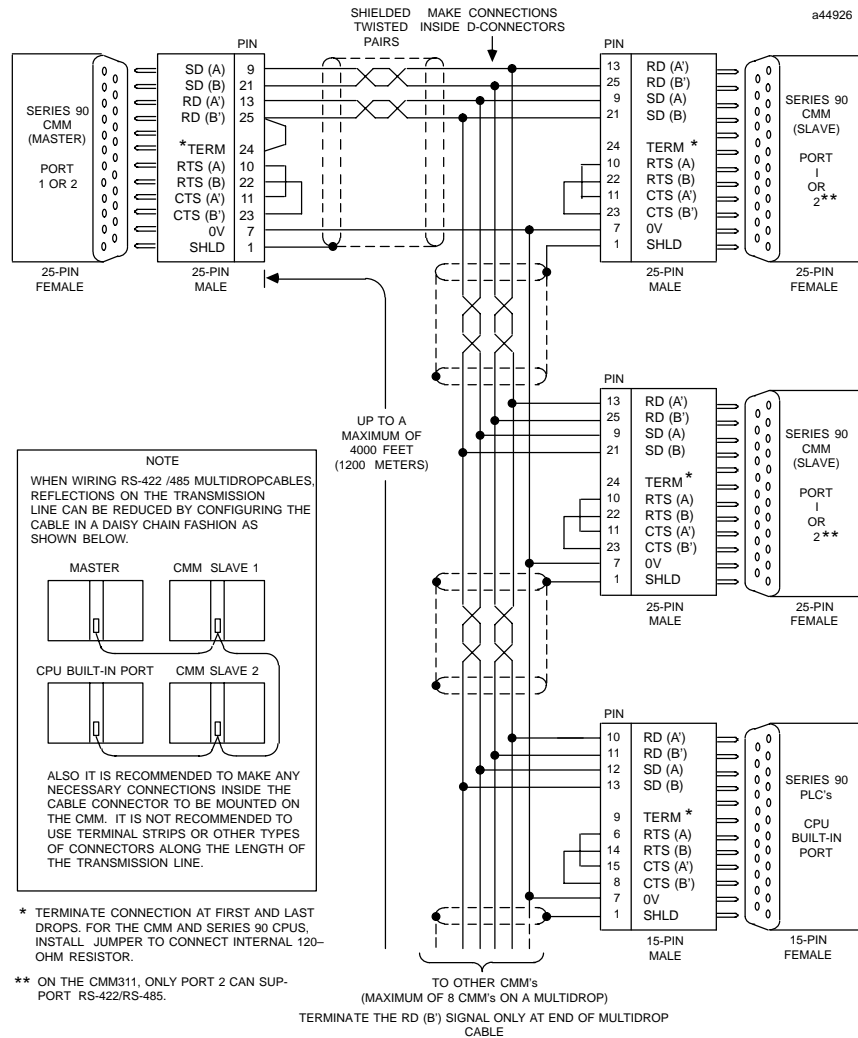 a44926
SHIELDED
TWISTED
PAIRS
MAKE CONNECTIONS
INSIDE D-CONNECTORS
SERIES 90
CMM
(MASTER)
PORT
1 OR 2
25-PIN
FEMALE
PIN
SD (A) 9
SD (B) 21
RD (A') 13
RD (B') 25
*TERM 24
RTS (A) 10
RTS (B) 22
CTS (A') 11
CTS (B') 23
0V 7
SHLD 1
25-PIN
MALE
PIN
13 RD (A')
25 RD (B')
9 SD (A)
21 SD (B)
24 TERM *
10 RTS (A)
22 RTS (B)
11 CTS (A')
23 CTS (B')
7 0V
1 SHLD
25-PIN
MALE
SERIES 90
CMM
(SLAVE)
PORT
I
OR
2**
25-PIN
FEMALE
UP TO A
MAXIMUM OF
4000 FEET
(1200 METERS)
PIN
13 RD (A')
25 RD (B')
9 SD (A)
21 SD (B)
24 TERM *
10 RTS (A)
22 RTS (B)
11 CTS (A')
23 CTS (B')
7 0V
1 SHLD
25-PIN
MALE
SERIES 90
CMM
(SLAVE)
PORT
I
OR
2**
25-PIN
FEMALE
NOTE
WHEN WIRING RS-422 /485 MULTIDROPCABLES,
REFLECTIONS ON THE TRANSMISSION
LINE CAN BE REDUCED BY CONFIGURING THE
CABLE IN A DAISY CHAIN FASHION AS
SHOWN BELOW.
MASTER
CMM SLAVE 1
CPU BUILT-IN PORT
CMM SLAVE 2
ALSO IT IS RECOMMENDED TO MAKE ANY
NECESSARY CONNECTIONS INSIDE THE
CABLE CONNECTOR TO BE MOUNTED ON
THE CMM. IT IS NOT RECOMMENDED TO
USE TERMINAL STRIPS OR OTHER TYPES
OF CONNECTORS ALONG THE LENGTH OF
THE TRANSMISSION LINE.
PIN
10 RD (A')
11 RD (B')
12 SD (A)
13 SD (B)
9 TERM *
6 RTS (A)
14 RTS (B)
15 CTS (A')
8 CTS (B')
7 0V
1 SHLD
15-PIN
MALE
SERIES 90
PLC's
CPU
BUILT-IN
PORT
15-PIN
FEMALE
* TERMINATE CONNECTION AT FIRST AND LAST
DROPS. FOR THE CMM AND SERIES 90 CPUS,
INSTALL JUMPER TO CONNECT INTERNAL 120–
OHM RESISTOR.
** ON THE CMM311, ONLY PORT 2 CAN SUP-
PORT RS-422/RS-485.
TO OTHER CMM's
(MAXIMUM OF 8 CMM's ON A MULTIDROP)
TERMINATE THE RD (B') SIGNAL ONLY AT END OF MULTIDROP
CABLE